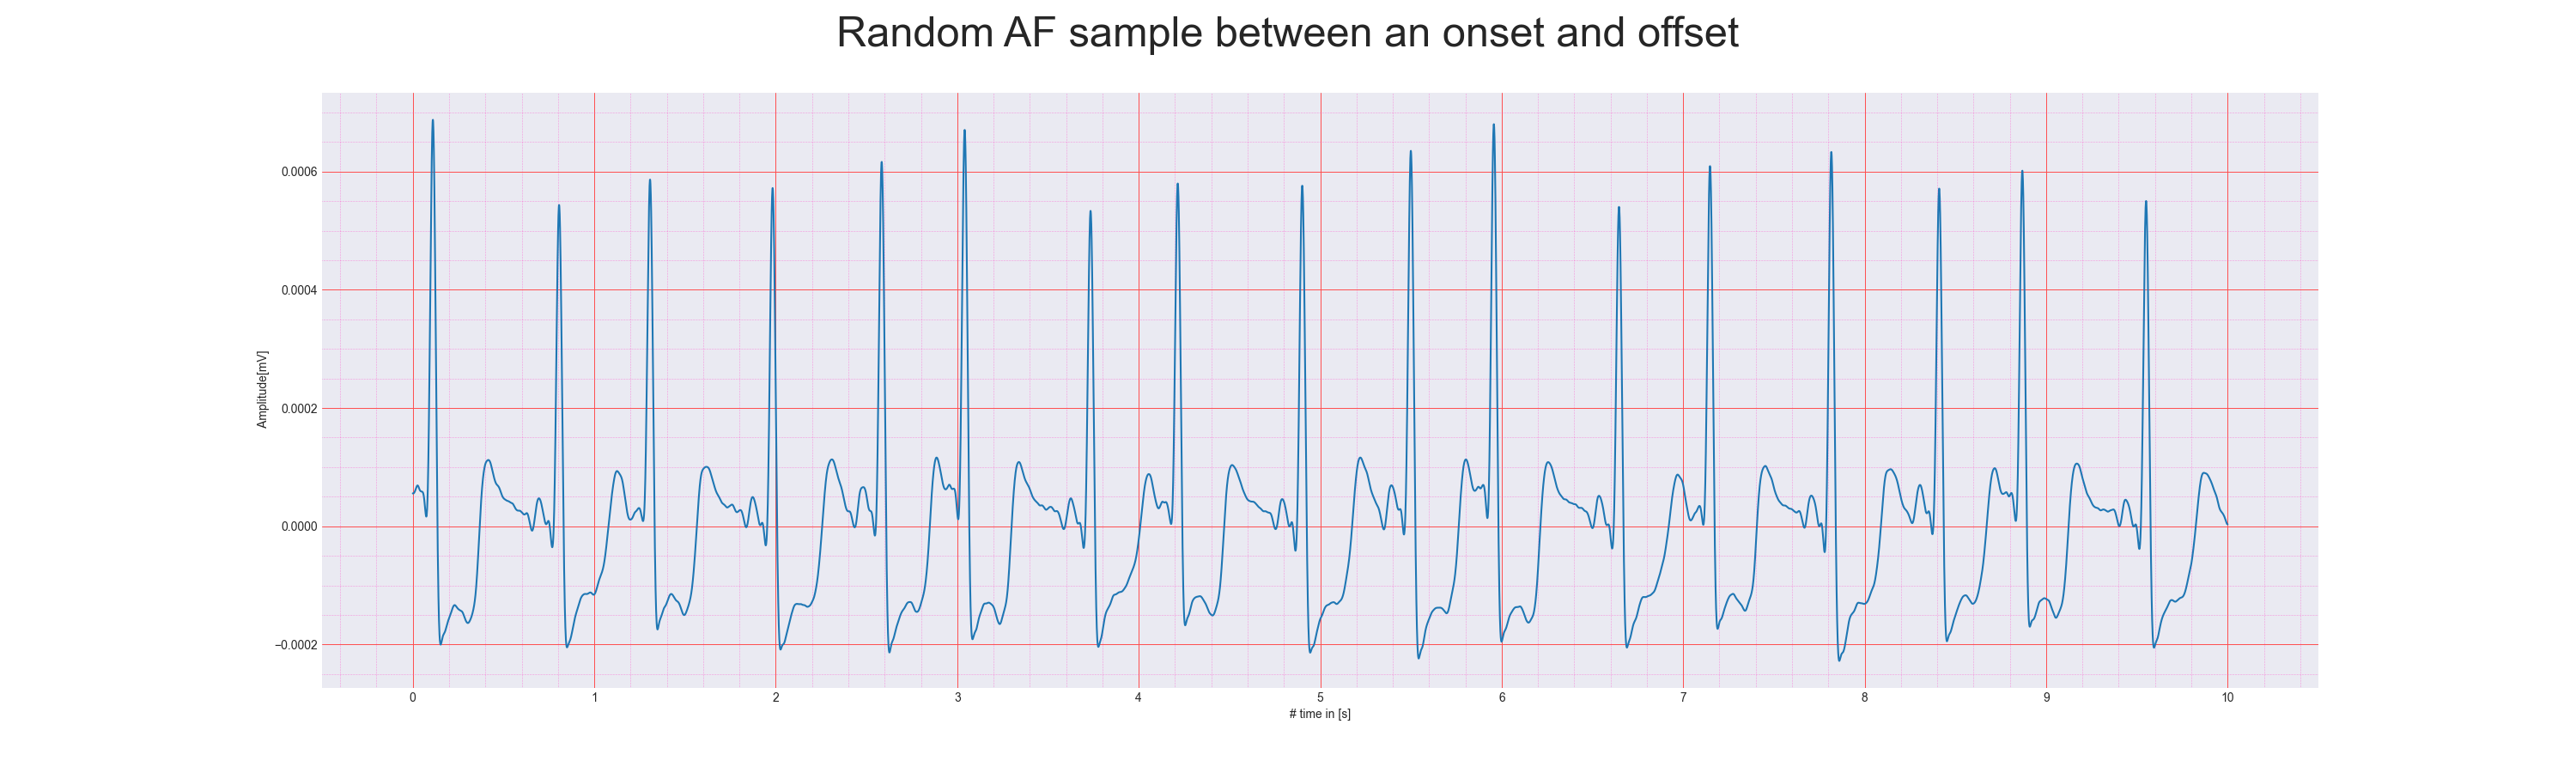 Random AF sample between an onset and offset
0.0006
0.0004
0.0002
0.0000
−0.0002
Amplitude[mV]
0 1 2 3 4 5 6 7 8 9 10
# time in [s]